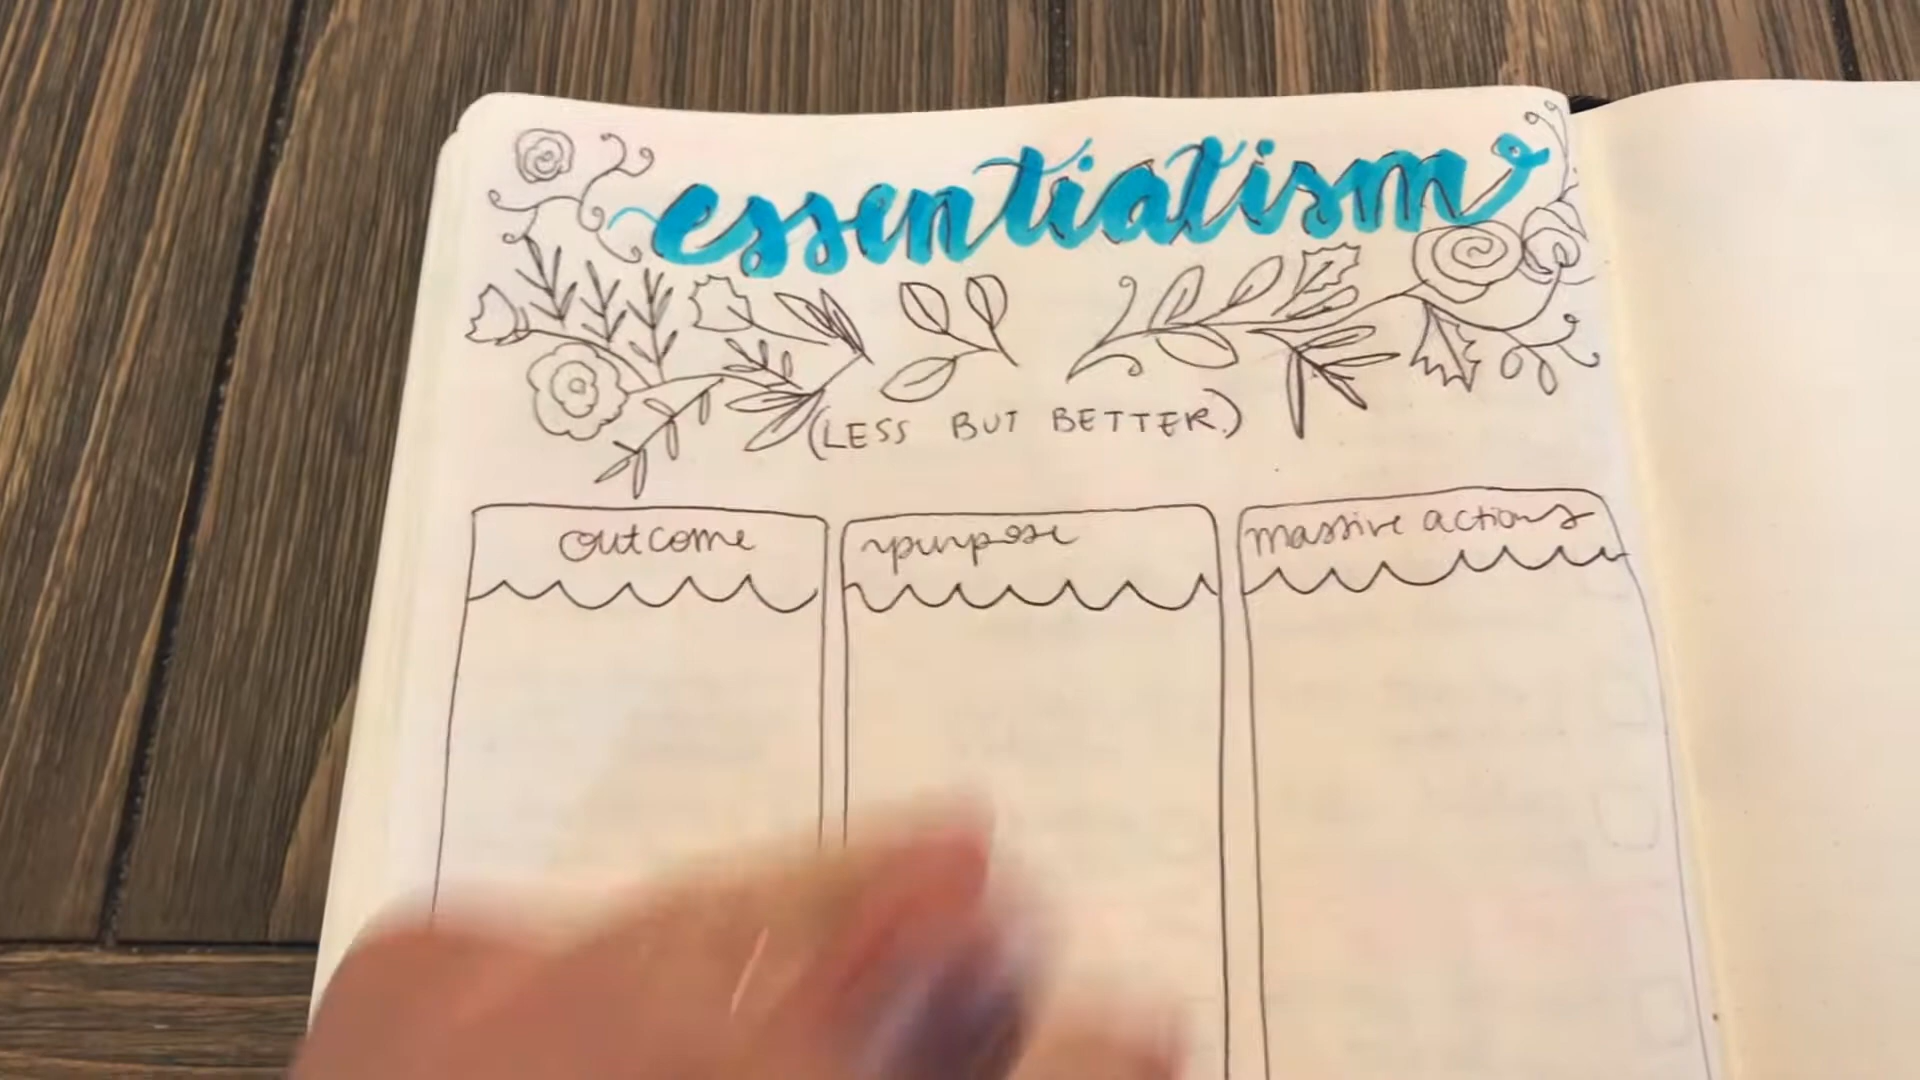 essentialism
(LESS BUT BETTER.)
outcome
purpose
massive actions